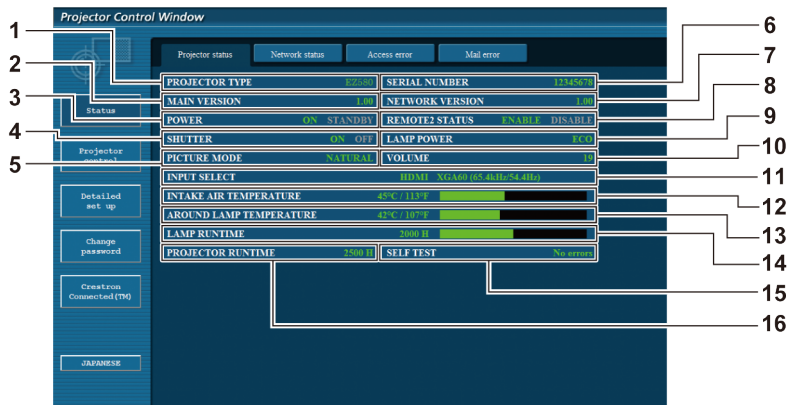 Projector Control Window
Projector status Network status Access error Mail error
PROJECTOR TYPE EZ580 SERIAL NUMBER 12345678
MAIN VERSION 1.00 NETWORK VERSION 1.00
POWER ON STANDBY REMOTE2 STATUS ENABLE DISABLE
SHUTTER ON OFF LAMP POWER ECO
PICTURE MODE NATURAL VOLUME 19
INPUT SELECT HDMI XGA60 (65.4kHz/54.4Hz)
INTAKE AIR TEMPERATURE 45°C / 113°F
AROUND LAMP TEMPERATURE 42°C / 107°F
LAMP RUNTIME 2000 H
PROJECTOR RUNTIME 2500 H SELF TEST No errors
Status
Projector
control
Detailed
set up
Change
password
Crestron
Connected(TM)
JAPANESE
1
2
3
4
5
6
7
8
9
10
11
12
13
14
15
16